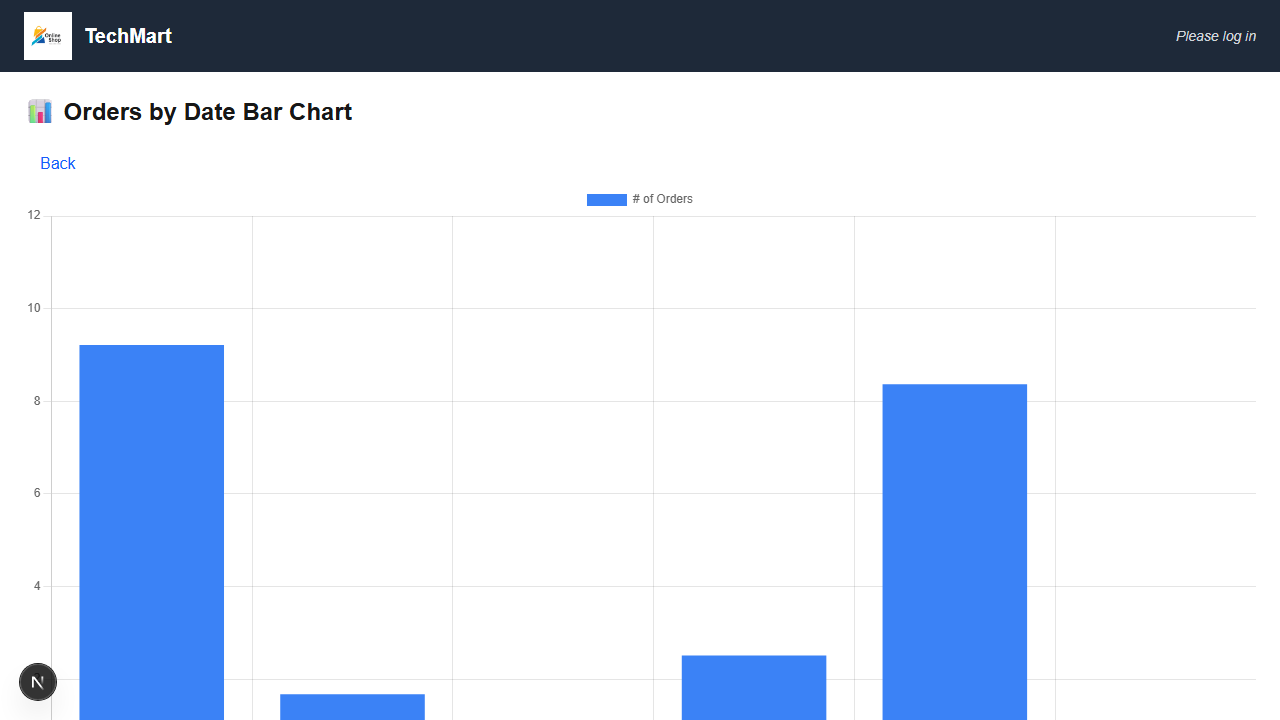 Online
Shop
TechMart
Please log in
Orders by Date Bar Chart
Back
# of Orders
12
10
8
6
4
N